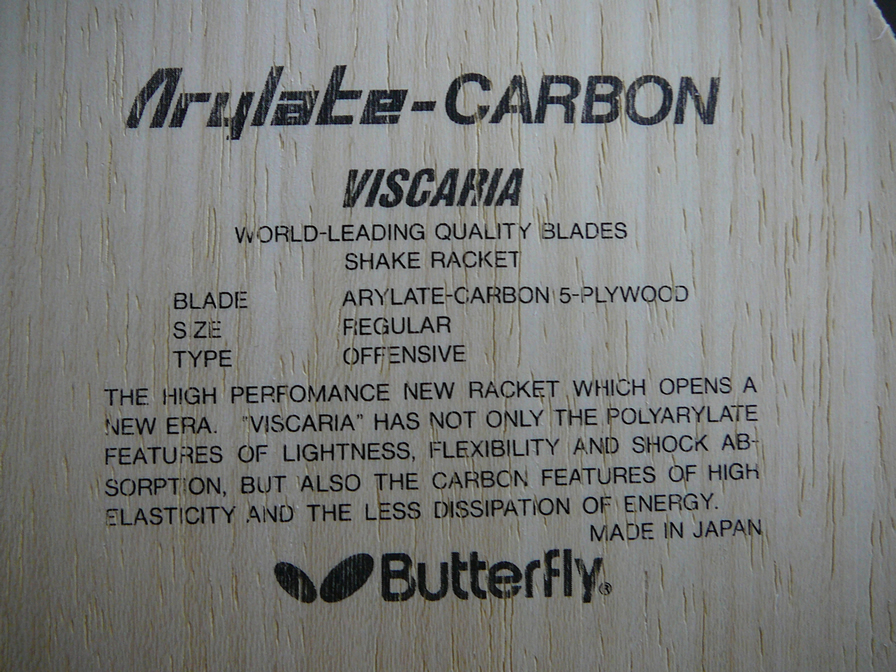 Arylate-CARBON
VISCARIA
WORLD-LEADING QUALITY BLADES
SHAKE RACKET
BLADE ARYLATE-CARBON 5-PLYWOOD
SIZE REGULAR
TYPE OFFENSIVE
THE HIGH PERFOMANCE NEW RACKET WHICH OPENS A
NEW ERA. "VISCARIA" HAS NOT ONLY THE POLYARYLATE
FEATURES OF LIGHTNESS, FLEXIBILITY AND SHOCK AB-
SORPTION, BUT ALSO THE CARBON FEATURES OF HIGH
ELASTICITY AND THE LESS DISSIPATION OF ENERGY.
MADE IN JAPAN
Butterfly®